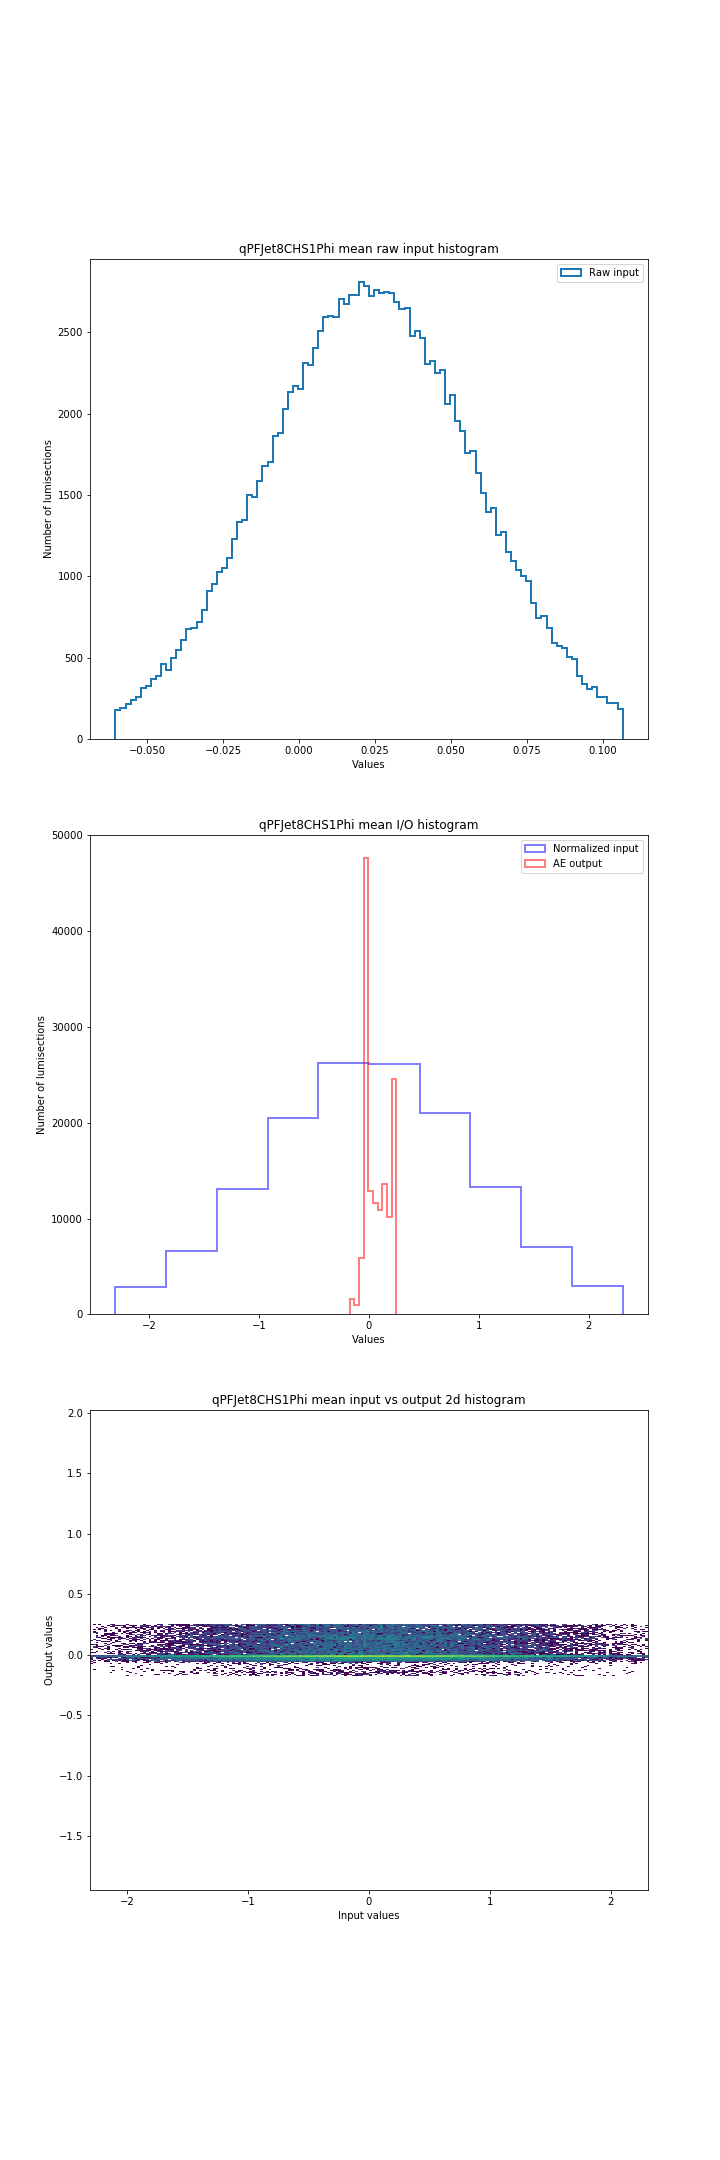 qPFJet8CHS1Phi mean raw input histogram
Raw input
2500
2000
1500
1000
500
0
Number of lumisections
−0.050 −0.025 0.000 0.025 0.050 0.075 0.100
Values
qPFJet8CHS1Phi mean I/O histogram
50000
Normalized input
AE output
40000
30000
20000
10000
0
Number of lumisections
−2 −1 0 1 2
Values
qPFJet8CHS1Phi mean input vs output 2d histogram
2.0
1.5
1.0
0.5
0.0
−0.5
−1.0
−1.5
Output values
−2 −1 0 1 2
Input values